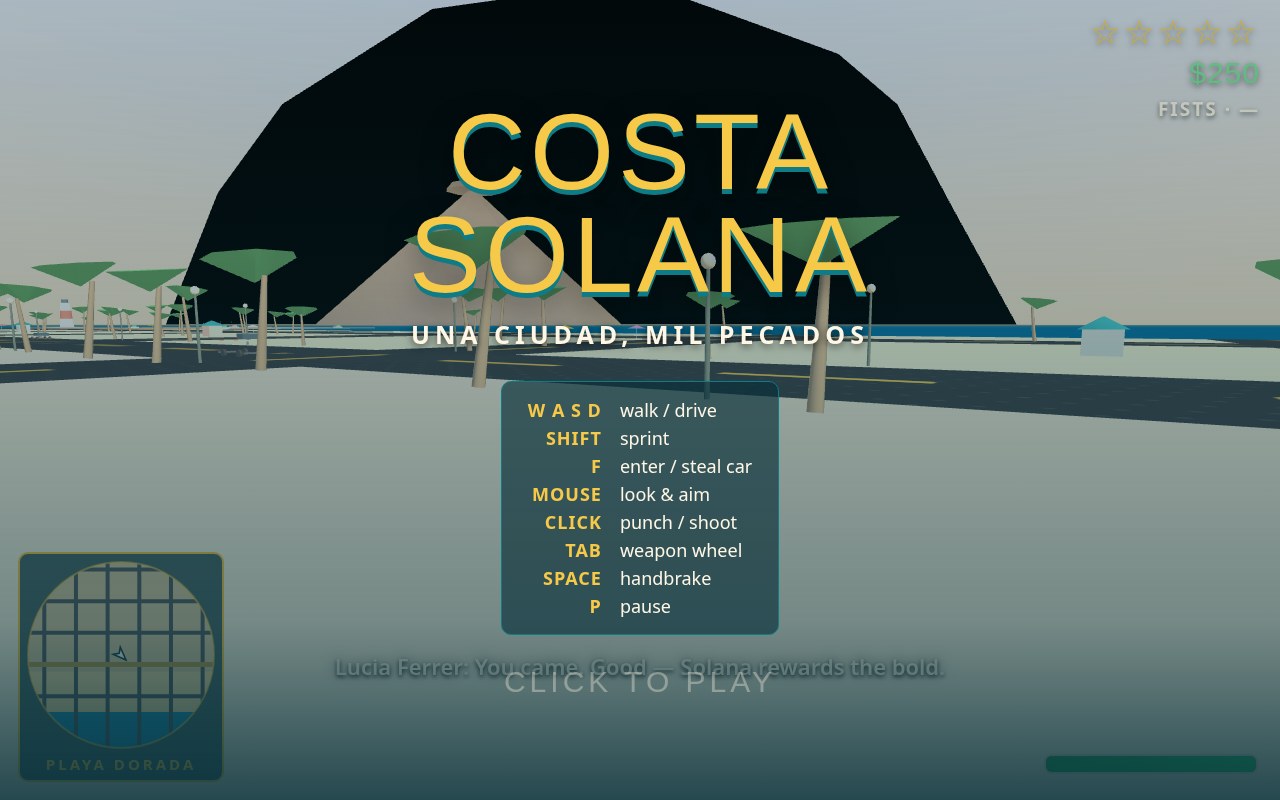 ☆☆☆☆☆
$250
FISTS · —
COSTA
SOLANA
UNA CIUDAD, MIL PECADOS
W A S D walk / drive
SHIFT sprint
F enter / steal car
MOUSE look & aim
CLICK punch / shoot
TAB weapon wheel
SPACE handbrake
P pause
Lucia Ferrer: You came. Good — Solana rewards the bold.
CLICK TO PLAY
PLAYA DORADA